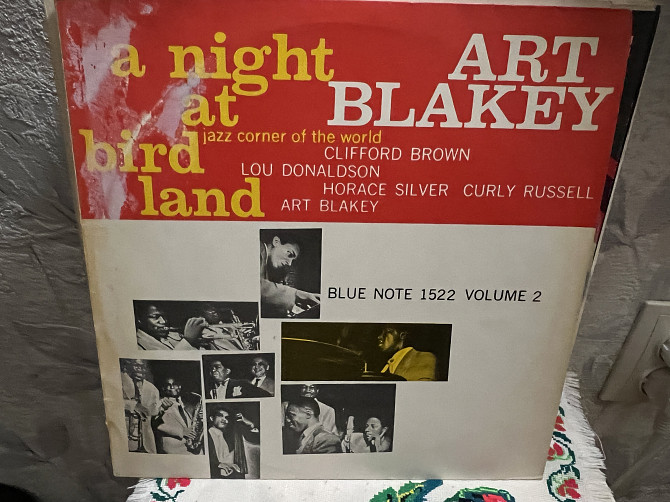 a night
at
bird
land
jazz corner of the world
ART
BLAKEY
CLIFFORD BROWN
LOU DONALDSON
HORACE SILVER CURLY RUSSELL
ART BLAKEY
BLUE NOTE 1522 VOLUME 2